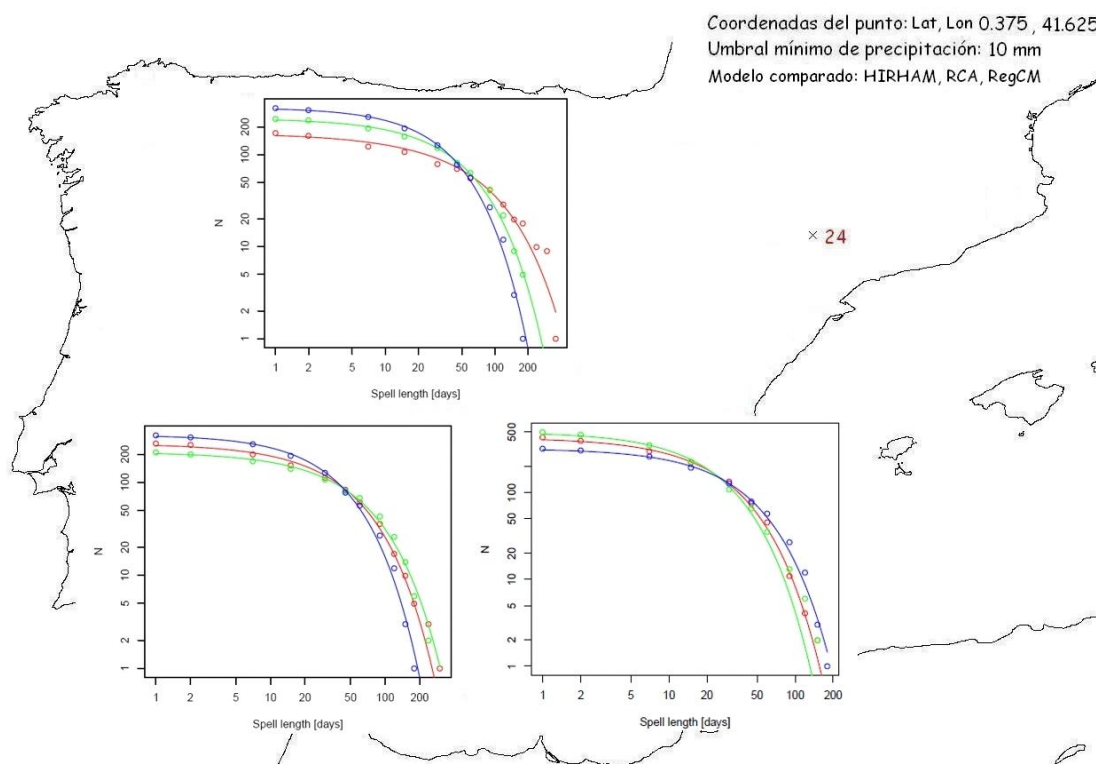 Coordenadas del punto: Lat, Lon 0.375 , 41.625
Umbral mínimo de precipitación: 10 mm
Modelo comparado: HIRHAM, RCA, RegCM
24
N
200
100
50
20
10
5
2
1
1 2 5 10 20 50 100 200
Spell length [days]
N
200
100
50
20
10
5
2
1
1 2 5 10 20 50 100 200
Spell length [days]
N
500
200
100
50
20
10
5
2
1
1 2 5 10 20 50 100 200
Spell length [days]